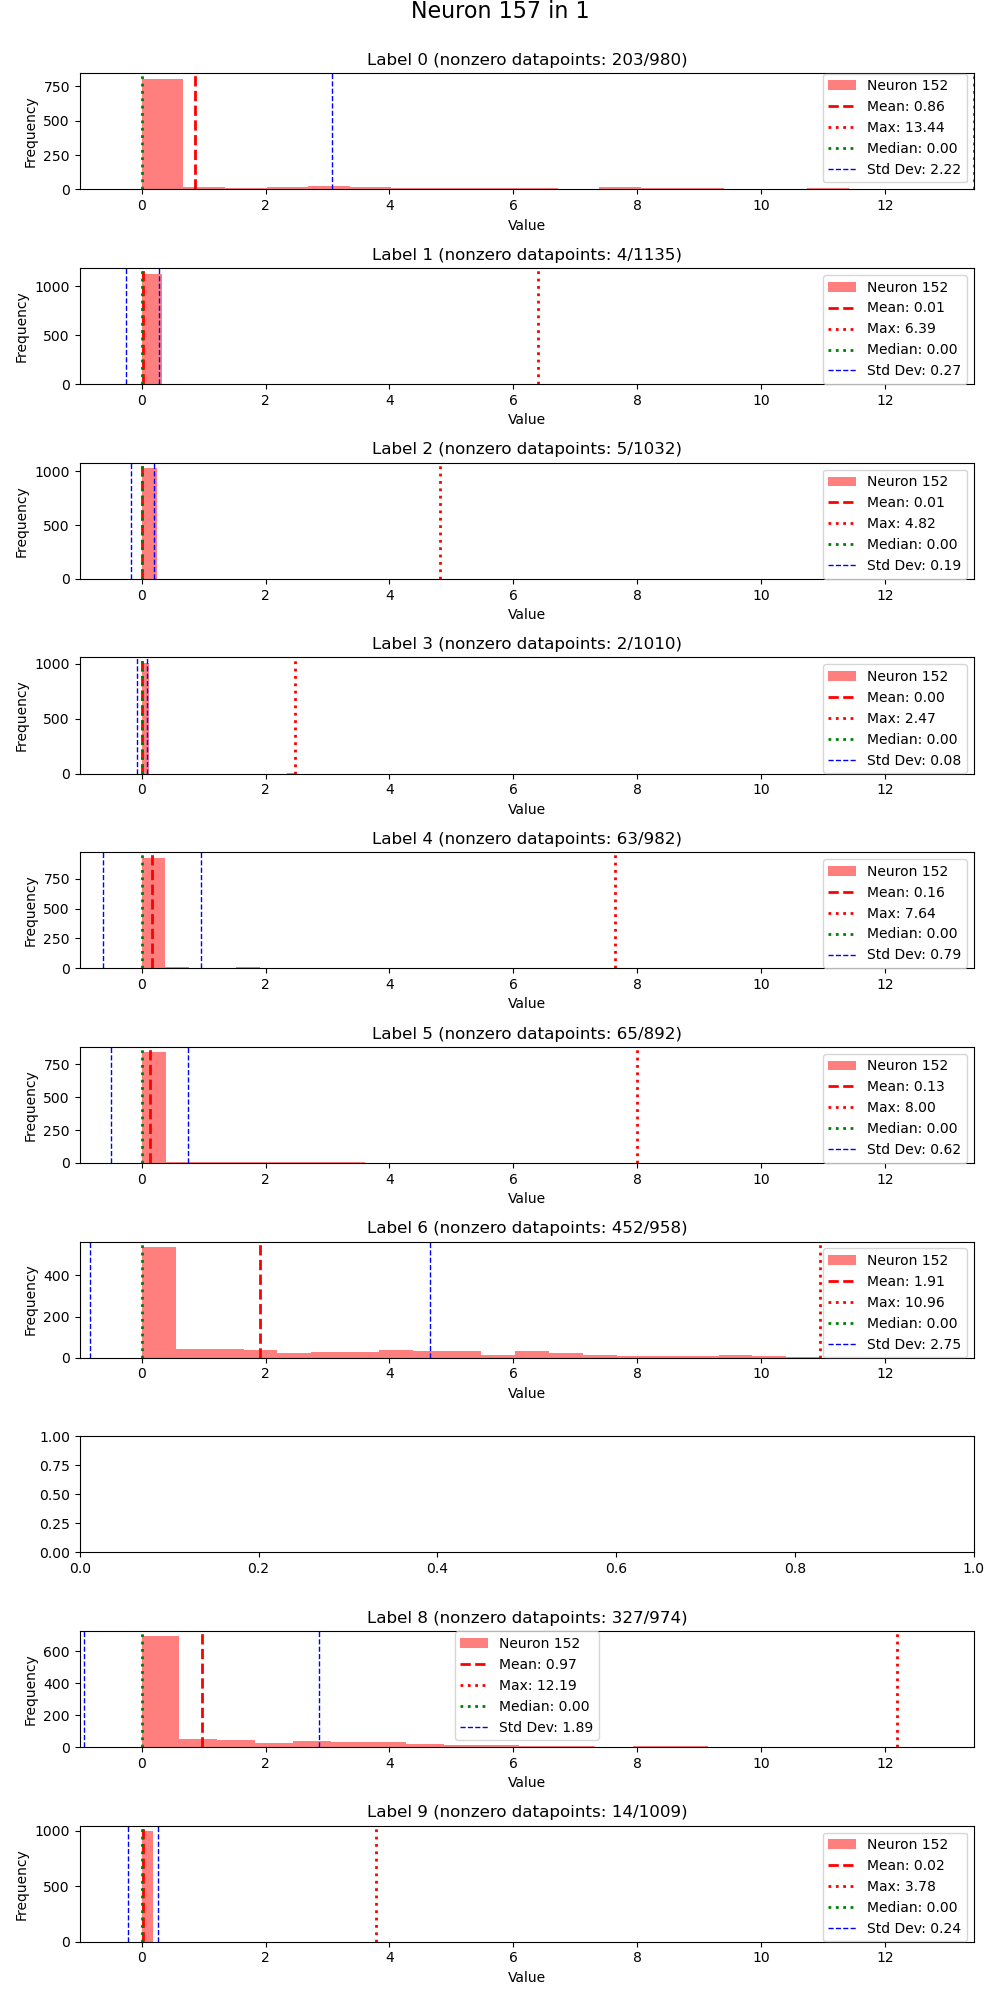 Neuron 157 in 1
Label 0 (nonzero datapoints: 203/980)
Frequency
750
500
250
0
0 2 4 6 8 10 12
Value
Neuron 152
Mean: 0.86
Max: 13.44
Median: 0.00
Std Dev: 2.22
Label 1 (nonzero datapoints: 4/1135)
Frequency
1000
500
0
0 2 4 6 8 10 12
Value
Neuron 152
Mean: 0.01
Max: 6.39
Median: 0.00
Std Dev: 0.27
Label 2 (nonzero datapoints: 5/1032)
Frequency
1000
500
0
0 2 4 6 8 10 12
Value
Neuron 152
Mean: 0.01
Max: 4.82
Median: 0.00
Std Dev: 0.19
Label 3 (nonzero datapoints: 2/1010)
Frequency
1000
500
0
0 2 4 6 8 10 12
Value
Neuron 152
Mean: 0.00
Max: 2.47
Median: 0.00
Std Dev: 0.08
Label 4 (nonzero datapoints: 63/982)
Frequency
750
500
250
0
0 2 4 6 8 10 12
Value
Neuron 152
Mean: 0.16
Max: 7.64
Median: 0.00
Std Dev: 0.79
Label 5 (nonzero datapoints: 65/892)
Frequency
750
500
250
0
0 2 4 6 8 10 12
Value
Neuron 152
Mean: 0.13
Max: 8.00
Median: 0.00
Std Dev: 0.62
Label 6 (nonzero datapoints: 452/958)
Frequency
400
200
0
0 2 4 6 8 10 12
Value
Neuron 152
Mean: 1.91
Max: 10.96
Median: 0.00
Std Dev: 2.75
1.00
0.75
0.50
0.25
0.00
0.0 0.2 0.4 0.6 0.8 1.0
Label 8 (nonzero datapoints: 327/974)
Frequency
600
400
200
0
0 2 4 6 8 10 12
Value
Neuron 152
Mean: 0.97
Max: 12.19
Median: 0.00
Std Dev: 1.89
Label 9 (nonzero datapoints: 14/1009)
Frequency
1000
500
0
0 2 4 6 8 10 12
Value
Neuron 152
Mean: 0.02
Max: 3.78
Median: 0.00
Std Dev: 0.24